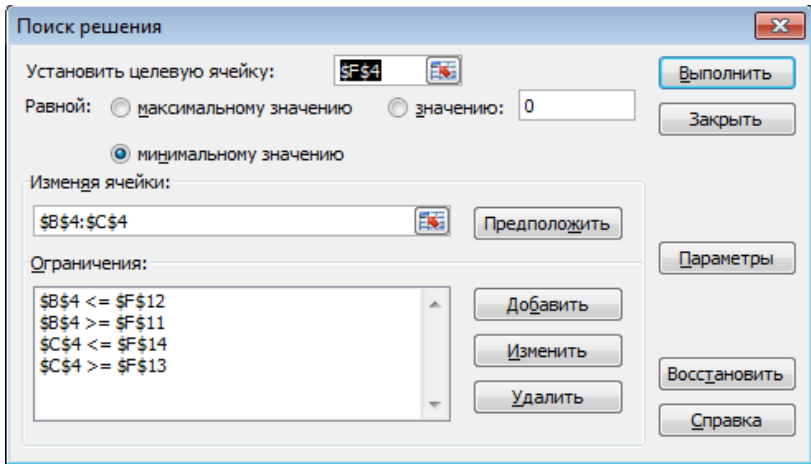 Поиск решения
Установить целевую ячейку: $F$4
Выполнить
Равной: максимальному значению значению: 0
Закрыть
минимальному значению
Изменяя ячейки:
$B$4:$C$4
Предположить
Ограничения:
Параметры
$B$4 <= $F$12
$B$4 >= $F$11
$C$4 <= $F$14
$C$4 >= $F$13
Добавить
Изменить
Удалить
Восстановить
Справка